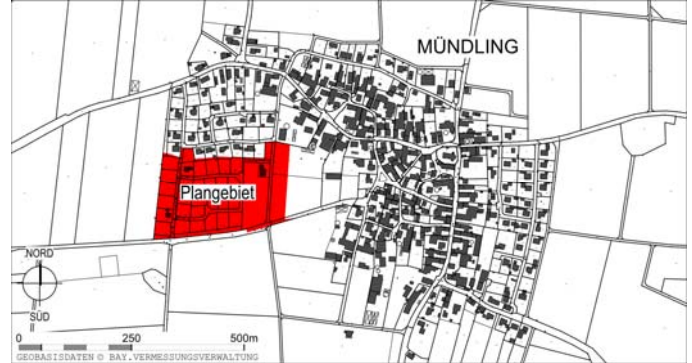 MÜNDLING
Plangebiet
NORD
SÜD
0 250 500m
GEOBASISDATEN © BAY.VERMESSUNGSVERWALTUNG